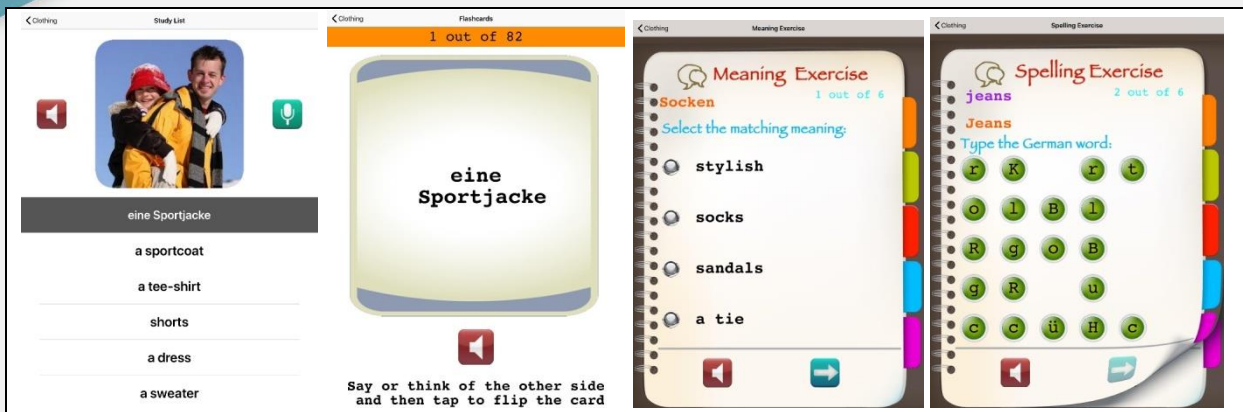 Clothing
Study List
eine Sportjacke
a sportcoat
a tee-shirt
shorts
a dress
a sweater
Clothing
Flashcards
1 out of 82
eine
Sportjacke
Say or think of the other side
and then tap to flip the card
Clothing
Meaning Exercise
Meaning Exercise
1 out of 6
Socken
Select the matching meaning:
stylish
socks
sandals
a tie
Clothing
Spelling Exercise
Spelling Exercise
jeans
2 out of 6
Jeans
Type the German word:
r K r t
o l B l
R g o B
g R u
c c ü H c